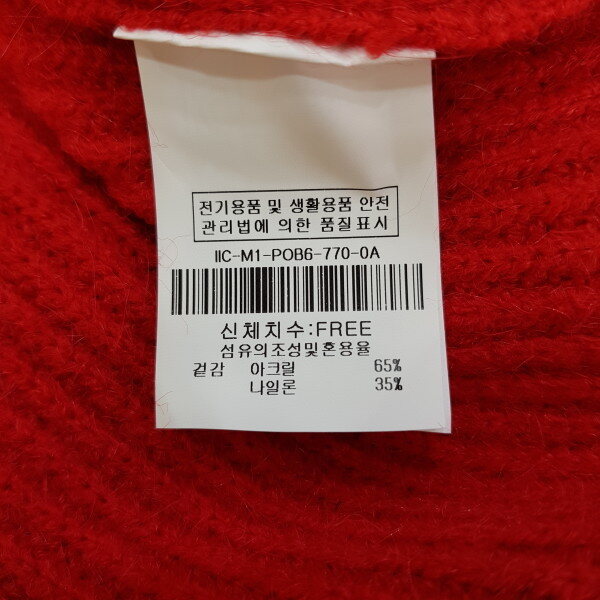 전기용품 및 생활용품 안전
관리법에 의한 품질표시
IIC-M1-POB6-770-0A
신체치수:FREE
섬유의조성및혼용율
겉감 아크릴 65%
나일론 35%